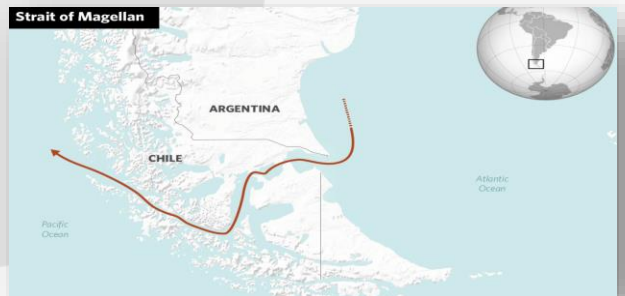 Strait of Magellan
ARGENTINA
CHILE
Atlantic
Ocean
Pacific
Ocean